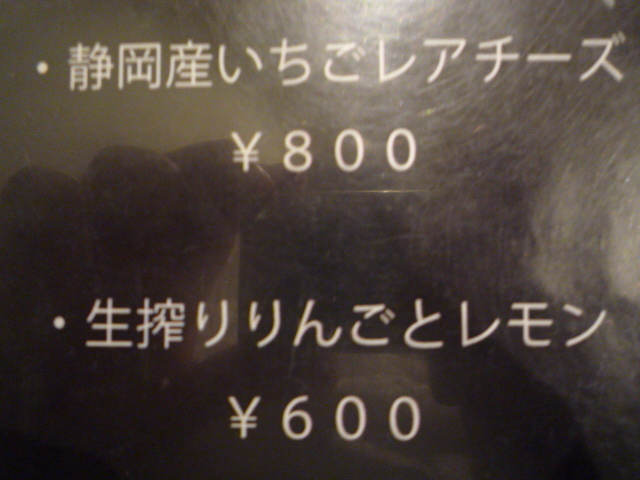 ・静岡産いちごレアチーズ
￥８００
・生搾りりんごとレモン
￥６００